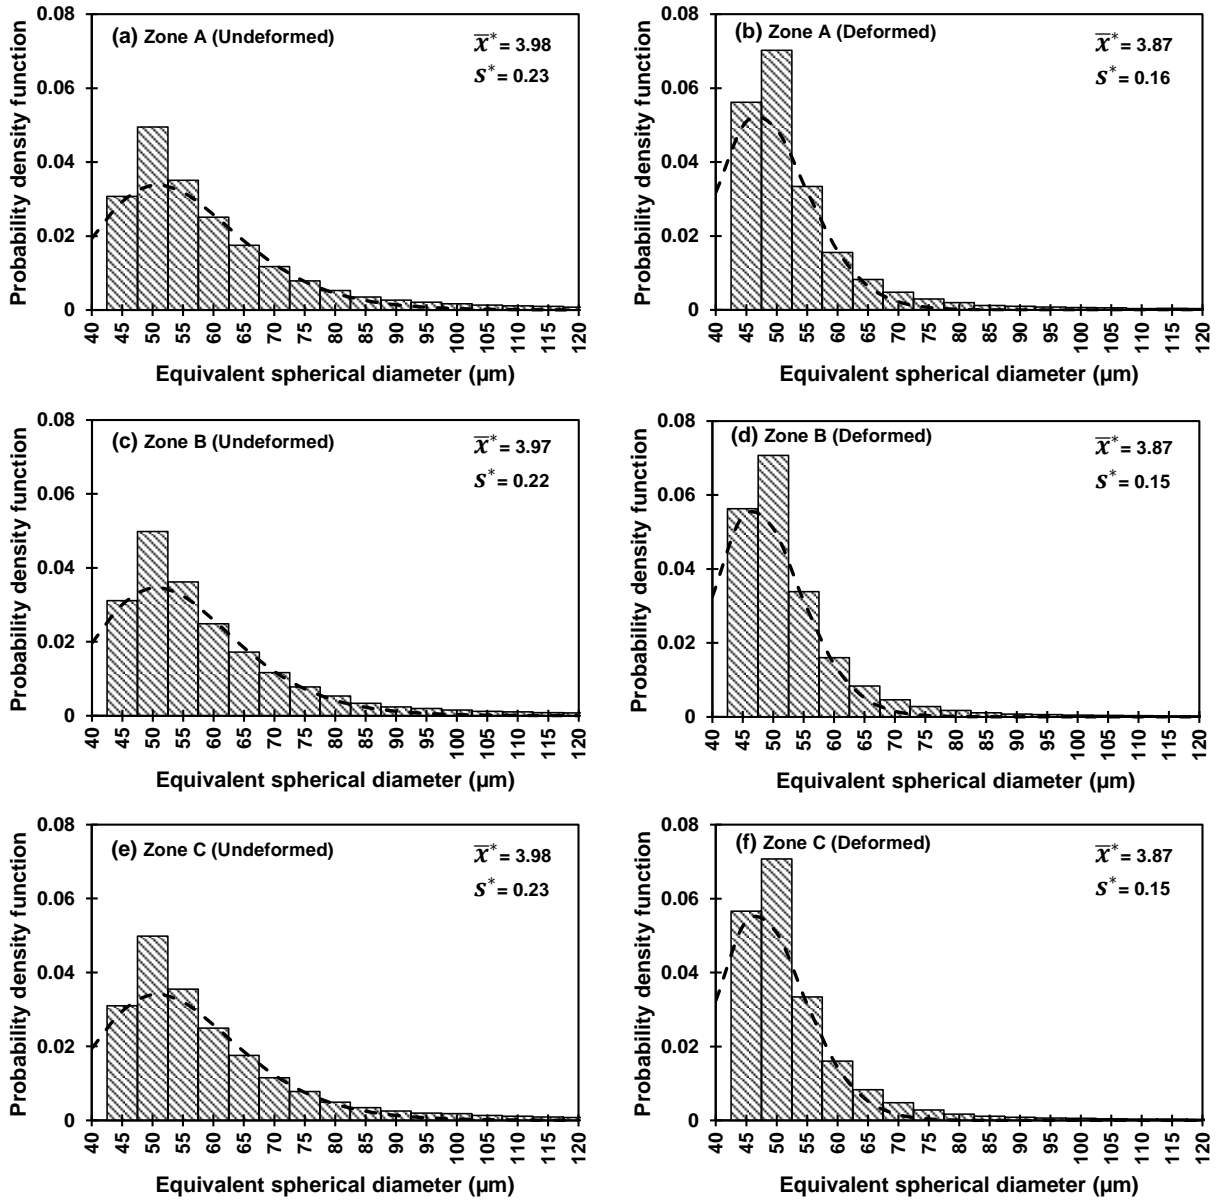 (a) Zone A (Undeformed)
x̄* = 3.98
s* = 0.23
Probability density function
0.08
0.06
0.04
0.02
0
40 45 50 55 60 65 70 75 80 85 90 95 100 105 110 115 120
Equivalent spherical diameter (µm)
(b) Zone A (Deformed)
x̄* = 3.87
s* = 0.16
Probability density function
0.08
0.06
0.04
0.02
0
40 45 50 55 60 65 70 75 80 85 90 95 100 105 110 115 120
Equivalent spherical diameter (µm)
(c) Zone B (Undeformed)
x̄* = 3.97
s* = 0.22
Probability density function
0.08
0.06
0.04
0.02
0
40 45 50 55 60 65 70 75 80 85 90 95 100 105 110 115 120
Equivalent spherical diameter (µm)
(d) Zone B (Deformed)
x̄* = 3.87
s* = 0.15
Probability density function
0.08
0.06
0.04
0.02
0
40 45 50 55 60 65 70 75 80 85 90 95 100 105 110 115 120
Equivalent spherical diameter (µm)
(e) Zone C (Undeformed)
x̄* = 3.98
s* = 0.23
Probability density function
0.08
0.06
0.04
0.02
0
40 45 50 55 60 65 70 75 80 85 90 95 100 105 110 115 120
Equivalent spherical diameter (µm)
(f) Zone C (Deformed)
x̄* = 3.87
s* = 0.15
Probability density function
0.08
0.06
0.04
0.02
0
40 45 50 55 60 65 70 75 80 85 90 95 100 105 110 115 120
Equivalent spherical diameter (µm)